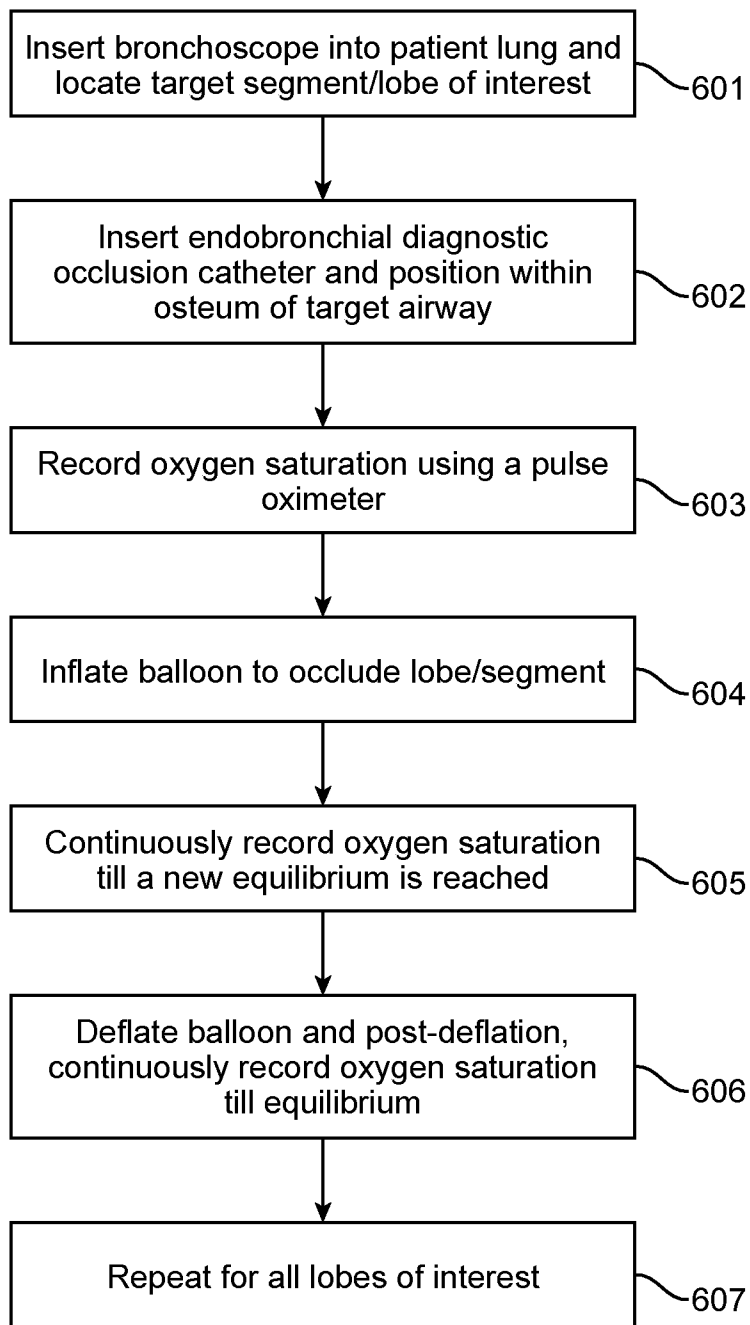 Insert bronchoscope into patient lung and
locate target segment/lobe of interest
601
Insert endobronchial diagnostic
occlusion catheter and position within
osteum of target airway
602
Record oxygen saturation using a pulse
oximeter
603
Inflate balloon to occlude lobe/segment
604
Continuously record oxygen saturation
till a new equilibrium is reached
605
Deflate balloon and post-deflation,
continuously record oxygen saturation
till equilibrium
606
Repeat for all lobes of interest
607